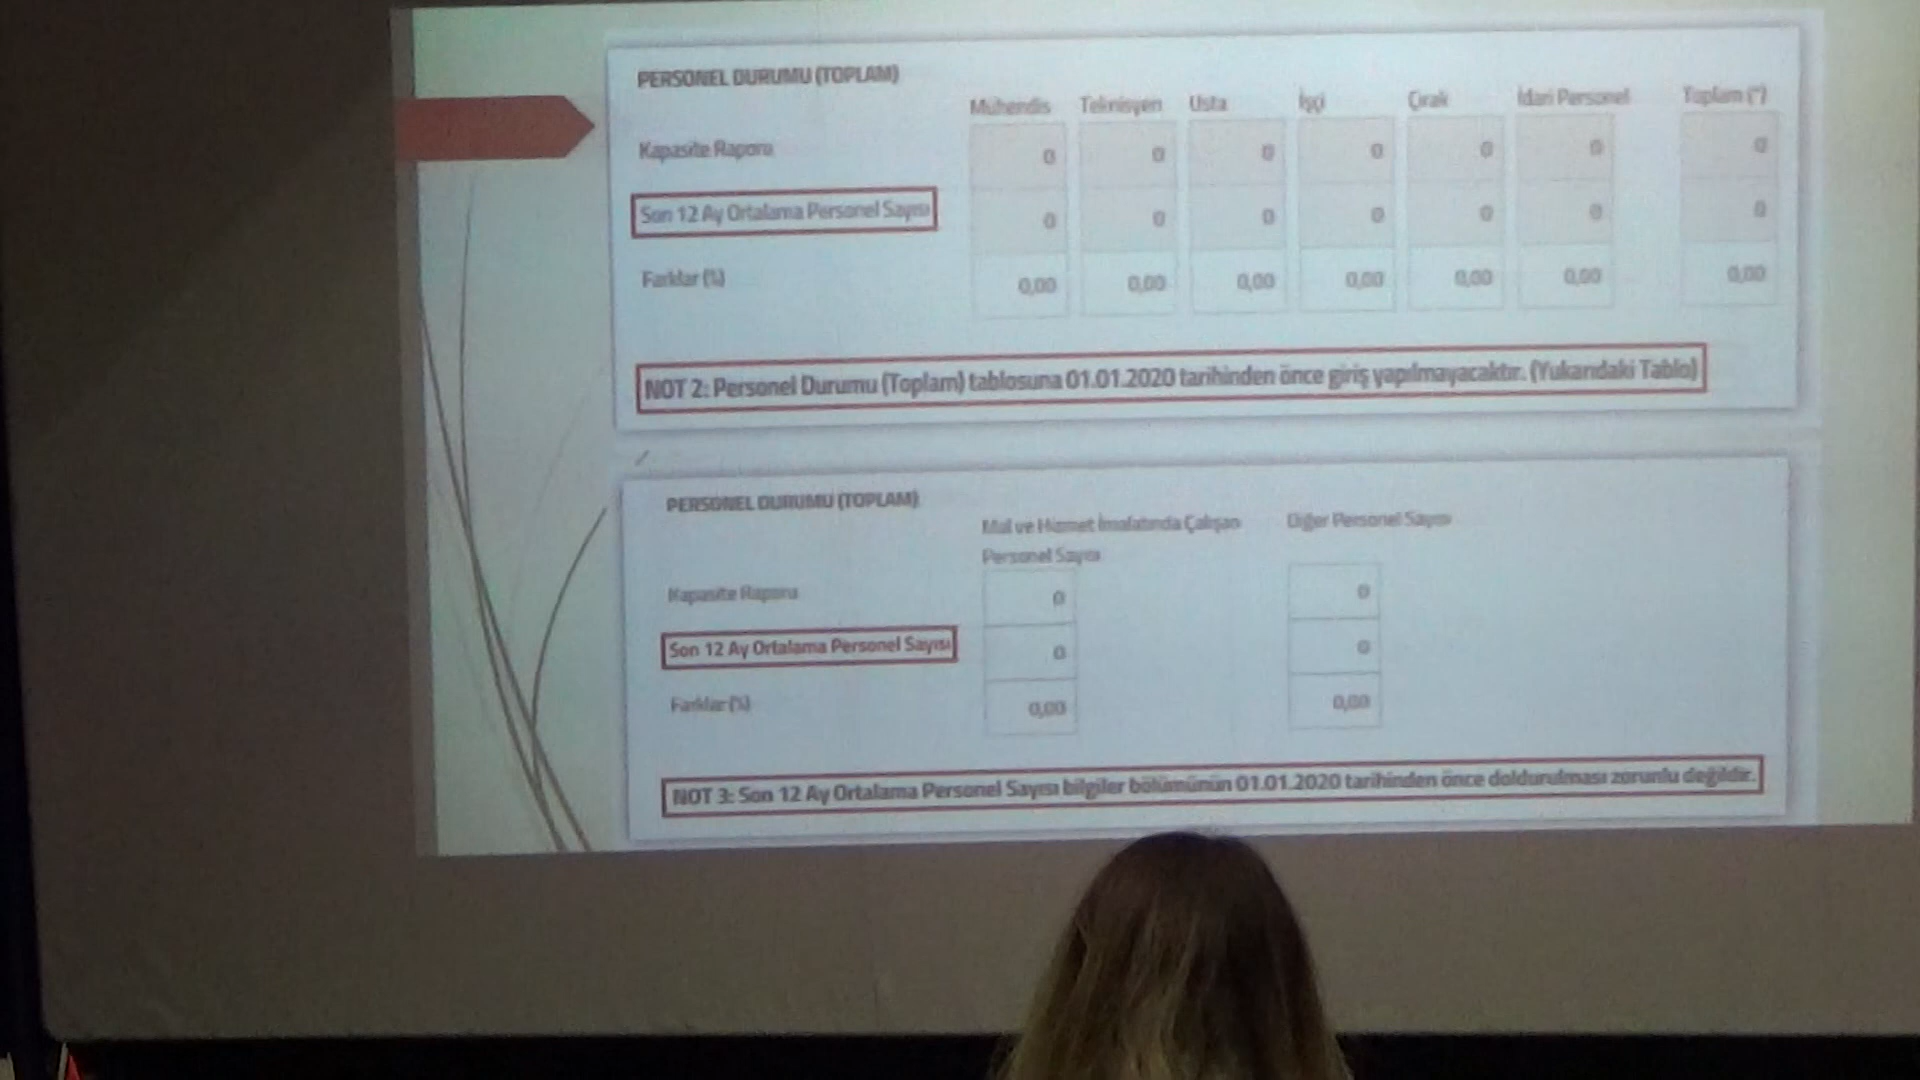 PERSONEL DURUMU (TOPLAM)
Mühendis Teknisyen Usta İşçi Çırak İdari Personel Toplam (*)
Kapasite Raporu 0 0 0 0 0 0 0
Son 12 Ay Ortalama Personel Sayısı 0 0 0 0 0 0 0
Farklar (%) 0,00 0,00 0,00 0,00 0,00 0,00 0,00
NOT 2: Personel Durumu (Toplam) tablosuna 01.01.2020 tarihinden önce giriş yapılmayacaktır. (Yukarıdaki Tablo)
PERSONEL DURUMU (TOPLAM)
Mal ve Hizmet İmalatında Çalışan Diğer Personel Sayısı
Personel Sayısı
Kapasite Raporu 0 0
Son 12 Ay Ortalama Personel Sayısı 0 0
Farklar (%) 0,00 0,00
NOT 3: Son 12 Ay Ortalama Personel Sayısı bilgiler bölümünün 01.01.2020 tarihinden önce doldurulması zorunlu değildir.